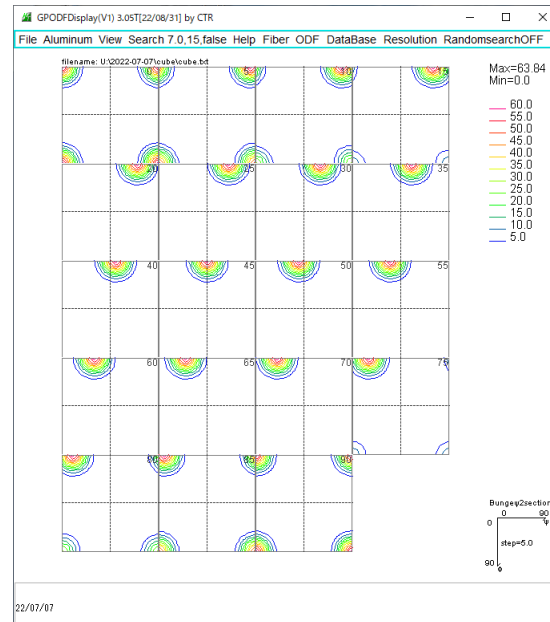 GPODFDisplay(V1) 3.05T[22/08/31] by CTR
File Aluminum View Search 7.0,15,false Help Fiber ODF DataBase Resolution RandomsearchOFF
filename: U:\2022-07-07\cube\cube.txt
Max=63.84
Min=0.0
0 5 10 15
60.0
55.0
50.0
45.0
40.0
35.0
30.0
25.0
20.0
15.0
10.0
5.0
20 25 30 35
40 45 50 55
60 65 70 75
80 85 90
Bungeφ2section
0 90
0 φ
step=5.0
90
22/07/07